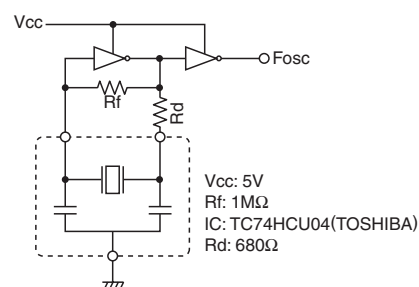 Vcc
Fosc
Rf
Rd
Vcc: 5V
Rf: 1MΩ
IC: TC74HCU04(TOSHIBA)
Rd: 680Ω